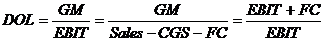 DOL = GM/EBIT = GM/(Sales − CGS − FC) = (EBIT + FC)/EBIT